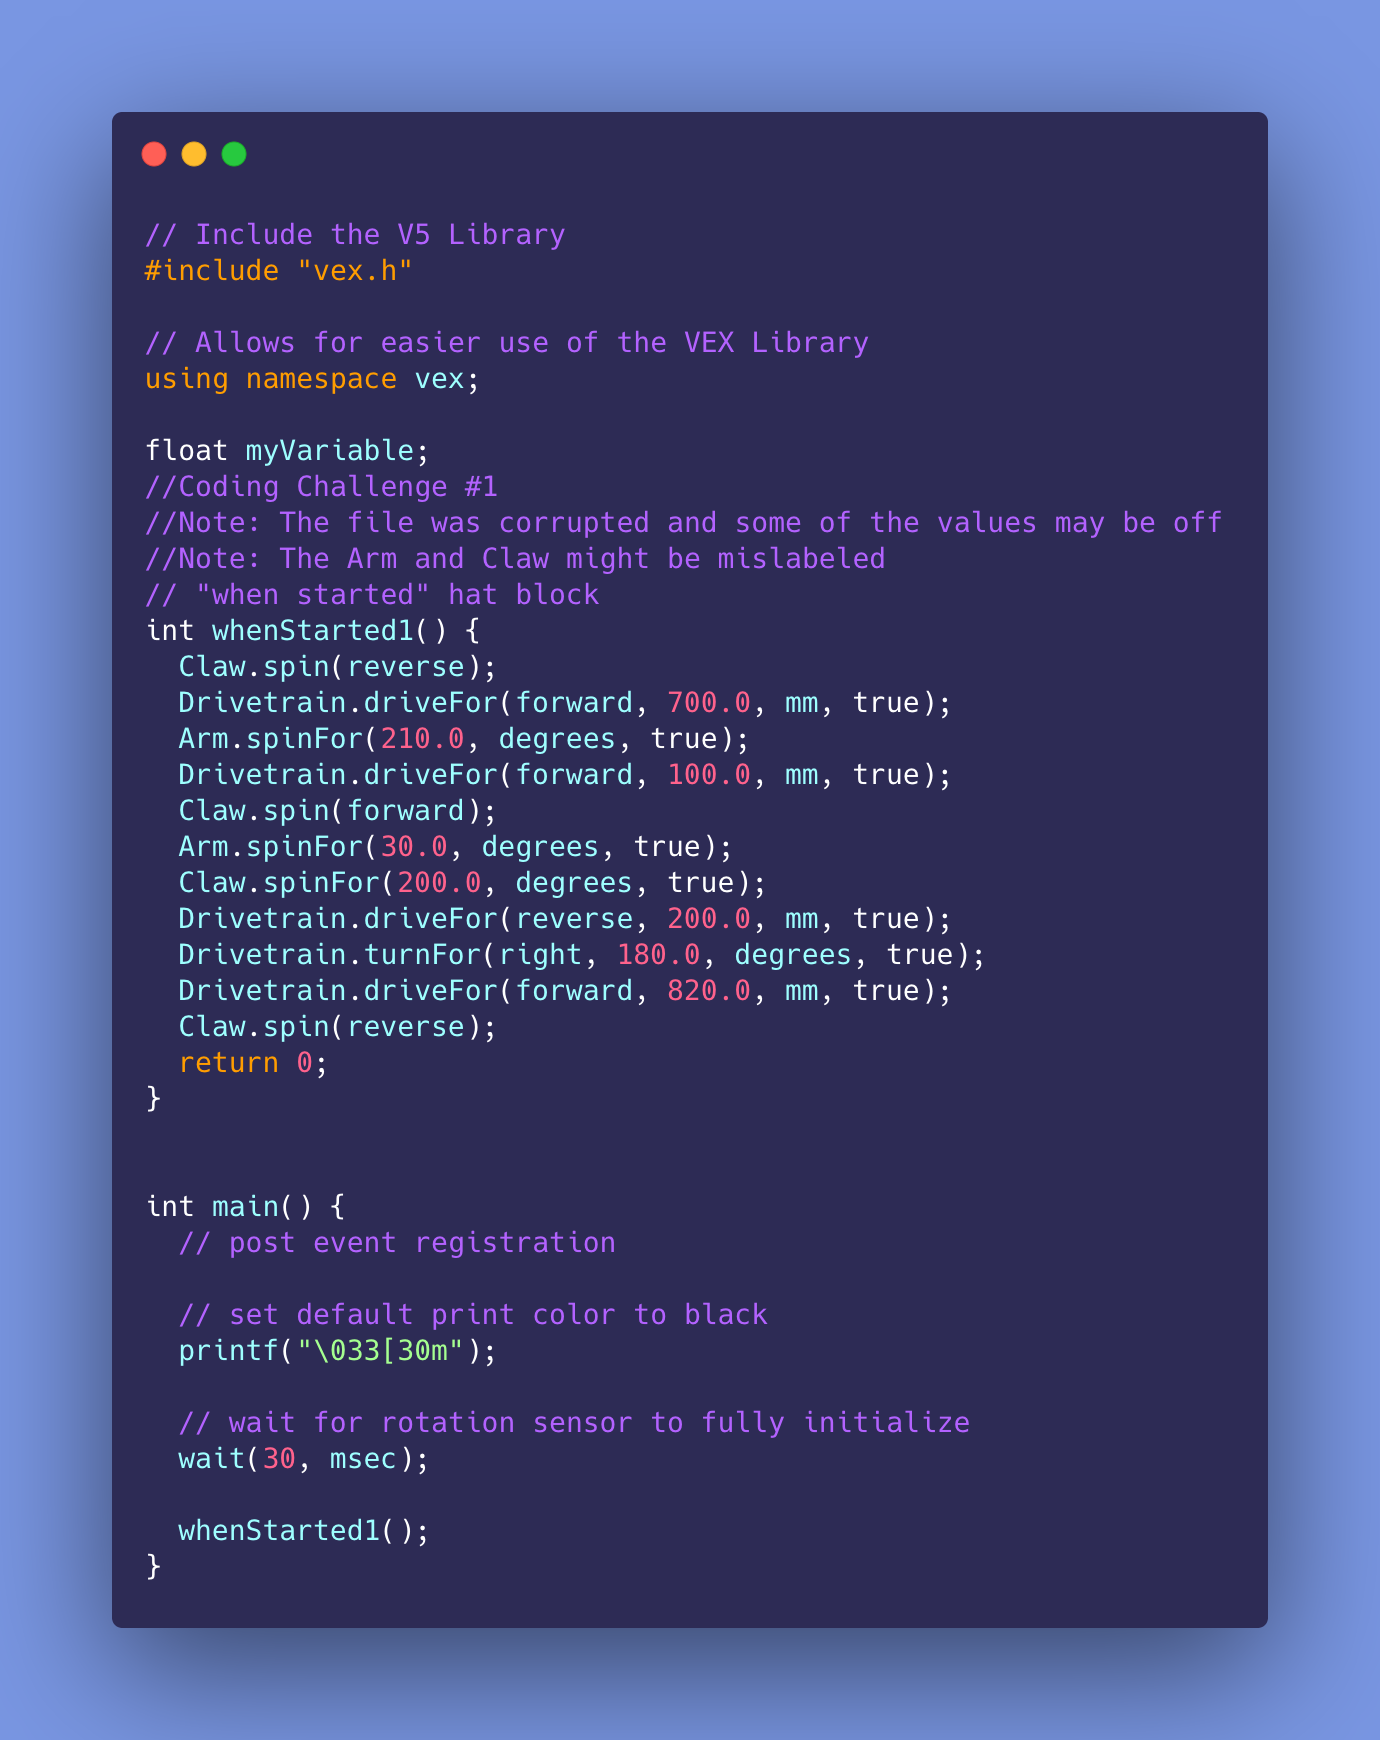 // Include the V5 Library
#include "vex.h"

// Allows for easier use of the VEX Library
using namespace vex;

float myVariable;
//Coding Challenge #1
//Note: The file was corrupted and some of the values may be off
//Note: The Arm and Claw might be mislabeled
// "when started" hat block
int whenStarted1() {
  Claw.spin(reverse);
  Drivetrain.driveFor(forward, 700.0, mm, true);
  Arm.spinFor(210.0, degrees, true);
  Drivetrain.driveFor(forward, 100.0, mm, true);
  Claw.spin(forward);
  Arm.spinFor(30.0, degrees, true);
  Claw.spinFor(200.0, degrees, true);
  Drivetrain.driveFor(reverse, 200.0, mm, true);
  Drivetrain.turnFor(right, 180.0, degrees, true);
  Drivetrain.driveFor(forward, 820.0, mm, true);
  Claw.spin(reverse);
  return 0;
}


int main() {
  // post event registration

  // set default print color to black
  printf("\033[30m");

  // wait for rotation sensor to fully initialize
  wait(30, msec);

  whenStarted1();
}